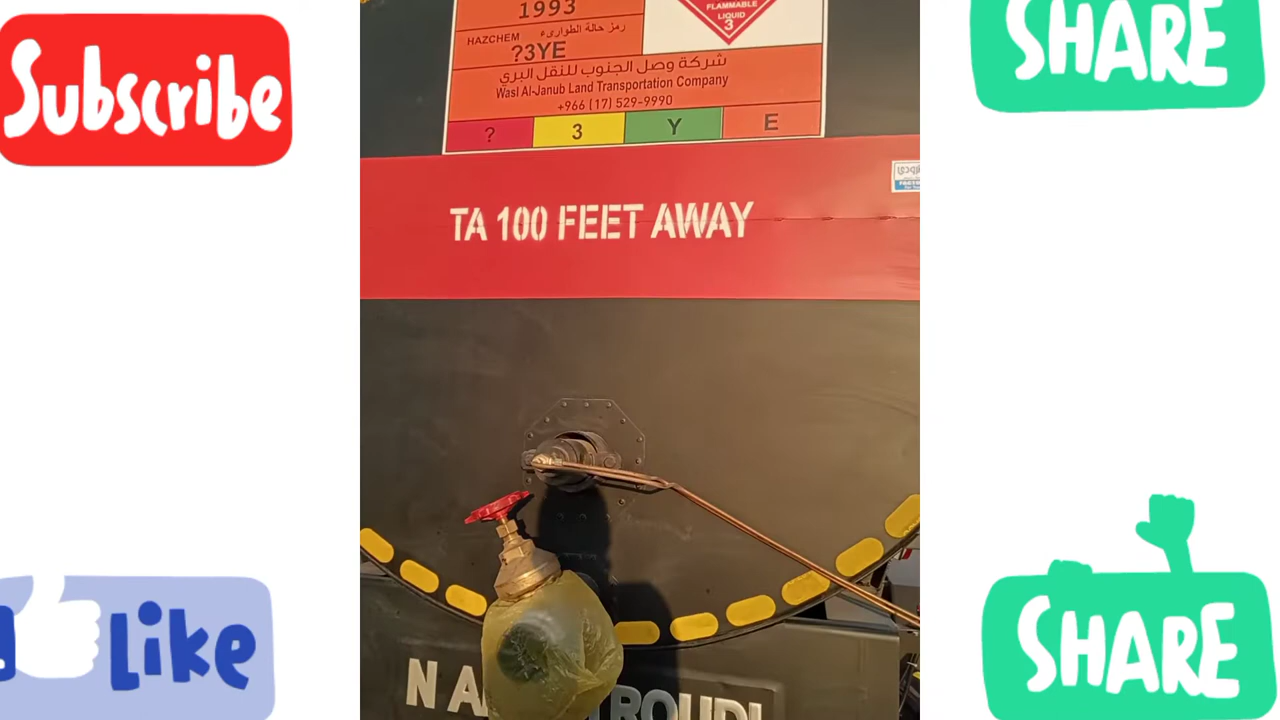 Subscribe
SHARE
1993
FLAMMABLE
LIQUID
3
HAZCHEM رمز حالة الطوارىء
?3YE
شركة وصل الجنوب للنقل البري
Wasl Al-Janub Land Transportation Company
+966 (17) 529-9990
? 3 Y E
TA 100 FEET AWAY
Like
SHARE